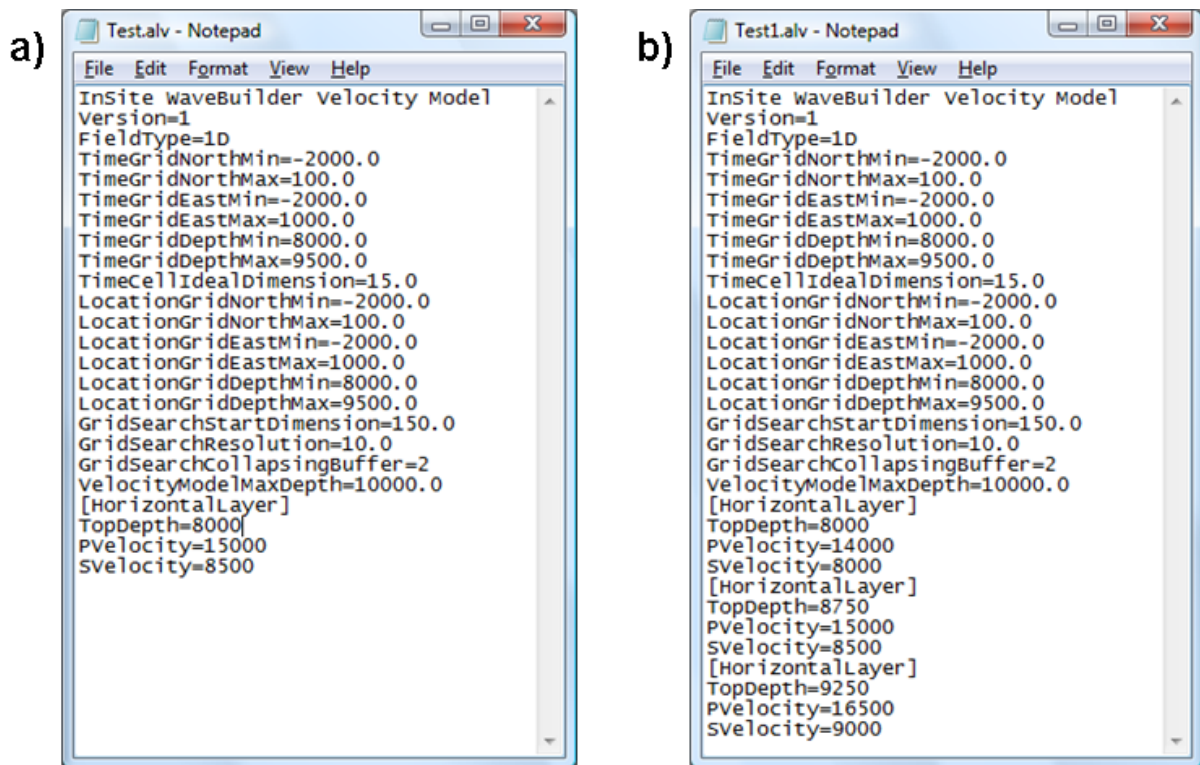 a)
Test.alv - Notepad
File Edit Format View Help
InSite WaveBuilder Velocity Model
Version=1
FieldType=1D
TimeGridNorthMin=-2000.0
TimeGridNorthMax=100.0
TimeGridEastMin=-2000.0
TimeGridEastMax=1000.0
TimeGridDepthMin=8000.0
TimeGridDepthMax=9500.0
TimeCellIdealDimension=15.0
LocationGridNorthMin=-2000.0
LocationGridNorthMax=100.0
LocationGridEastMin=-2000.0
LocationGridEastMax=1000.0
LocationGridDepthMin=8000.0
LocationGridDepthMax=9500.0
GridSearchStartDimension=150.0
GridSearchResolution=10.0
GridSearchCollapsingBuffer=2
VelocityModelMaxDepth=10000.0
[HorizontalLayer]
TopDepth=8000
PVelocity=15000
SVelocity=8500
b)
Test1.alv - Notepad
File Edit Format View Help
InSite WaveBuilder Velocity Model
Version=1
FieldType=1D
TimeGridNorthMin=-2000.0
TimeGridNorthMax=100.0
TimeGridEastMin=-2000.0
TimeGridEastMax=1000.0
TimeGridDepthMin=8000.0
TimeGridDepthMax=9500.0
TimeCellIdealDimension=15.0
LocationGridNorthMin=-2000.0
LocationGridNorthMax=100.0
LocationGridEastMin=-2000.0
LocationGridEastMax=1000.0
LocationGridDepthMin=8000.0
LocationGridDepthMax=9500.0
GridSearchStartDimension=150.0
GridSearchResolution=10.0
GridSearchCollapsingBuffer=2
VelocityModelMaxDepth=10000.0
[HorizontalLayer]
TopDepth=8000
PVelocity=14000
SVelocity=8000
[HorizontalLayer]
TopDepth=8750
PVelocity=15000
SVelocity=8500
[HorizontalLayer]
TopDepth=9250
PVelocity=16500
SVelocity=9000